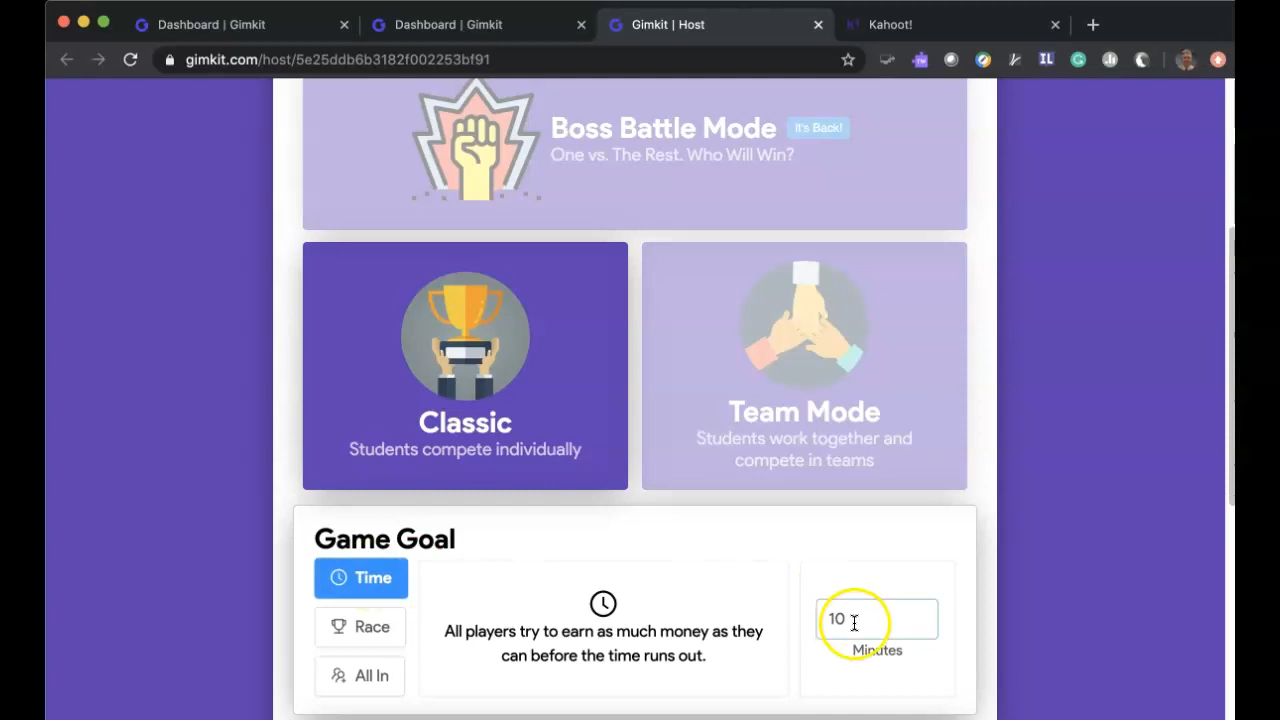 Dashboard | Gimkit
Dashboard | Gimkit
Gimkit | Host
Kahoot!
gimkit.com/host/5e25ddb6b3182f002253bf91
IL
Boss Battle Mode It's Back!
One vs. The Rest. Who Will Win?
Classic
Students compete individually
Team Mode
Students work together and
compete in teams
Game Goal
Time
Race
All In
All players try to earn as much money as they
can before the time runs out.
10
Minutes